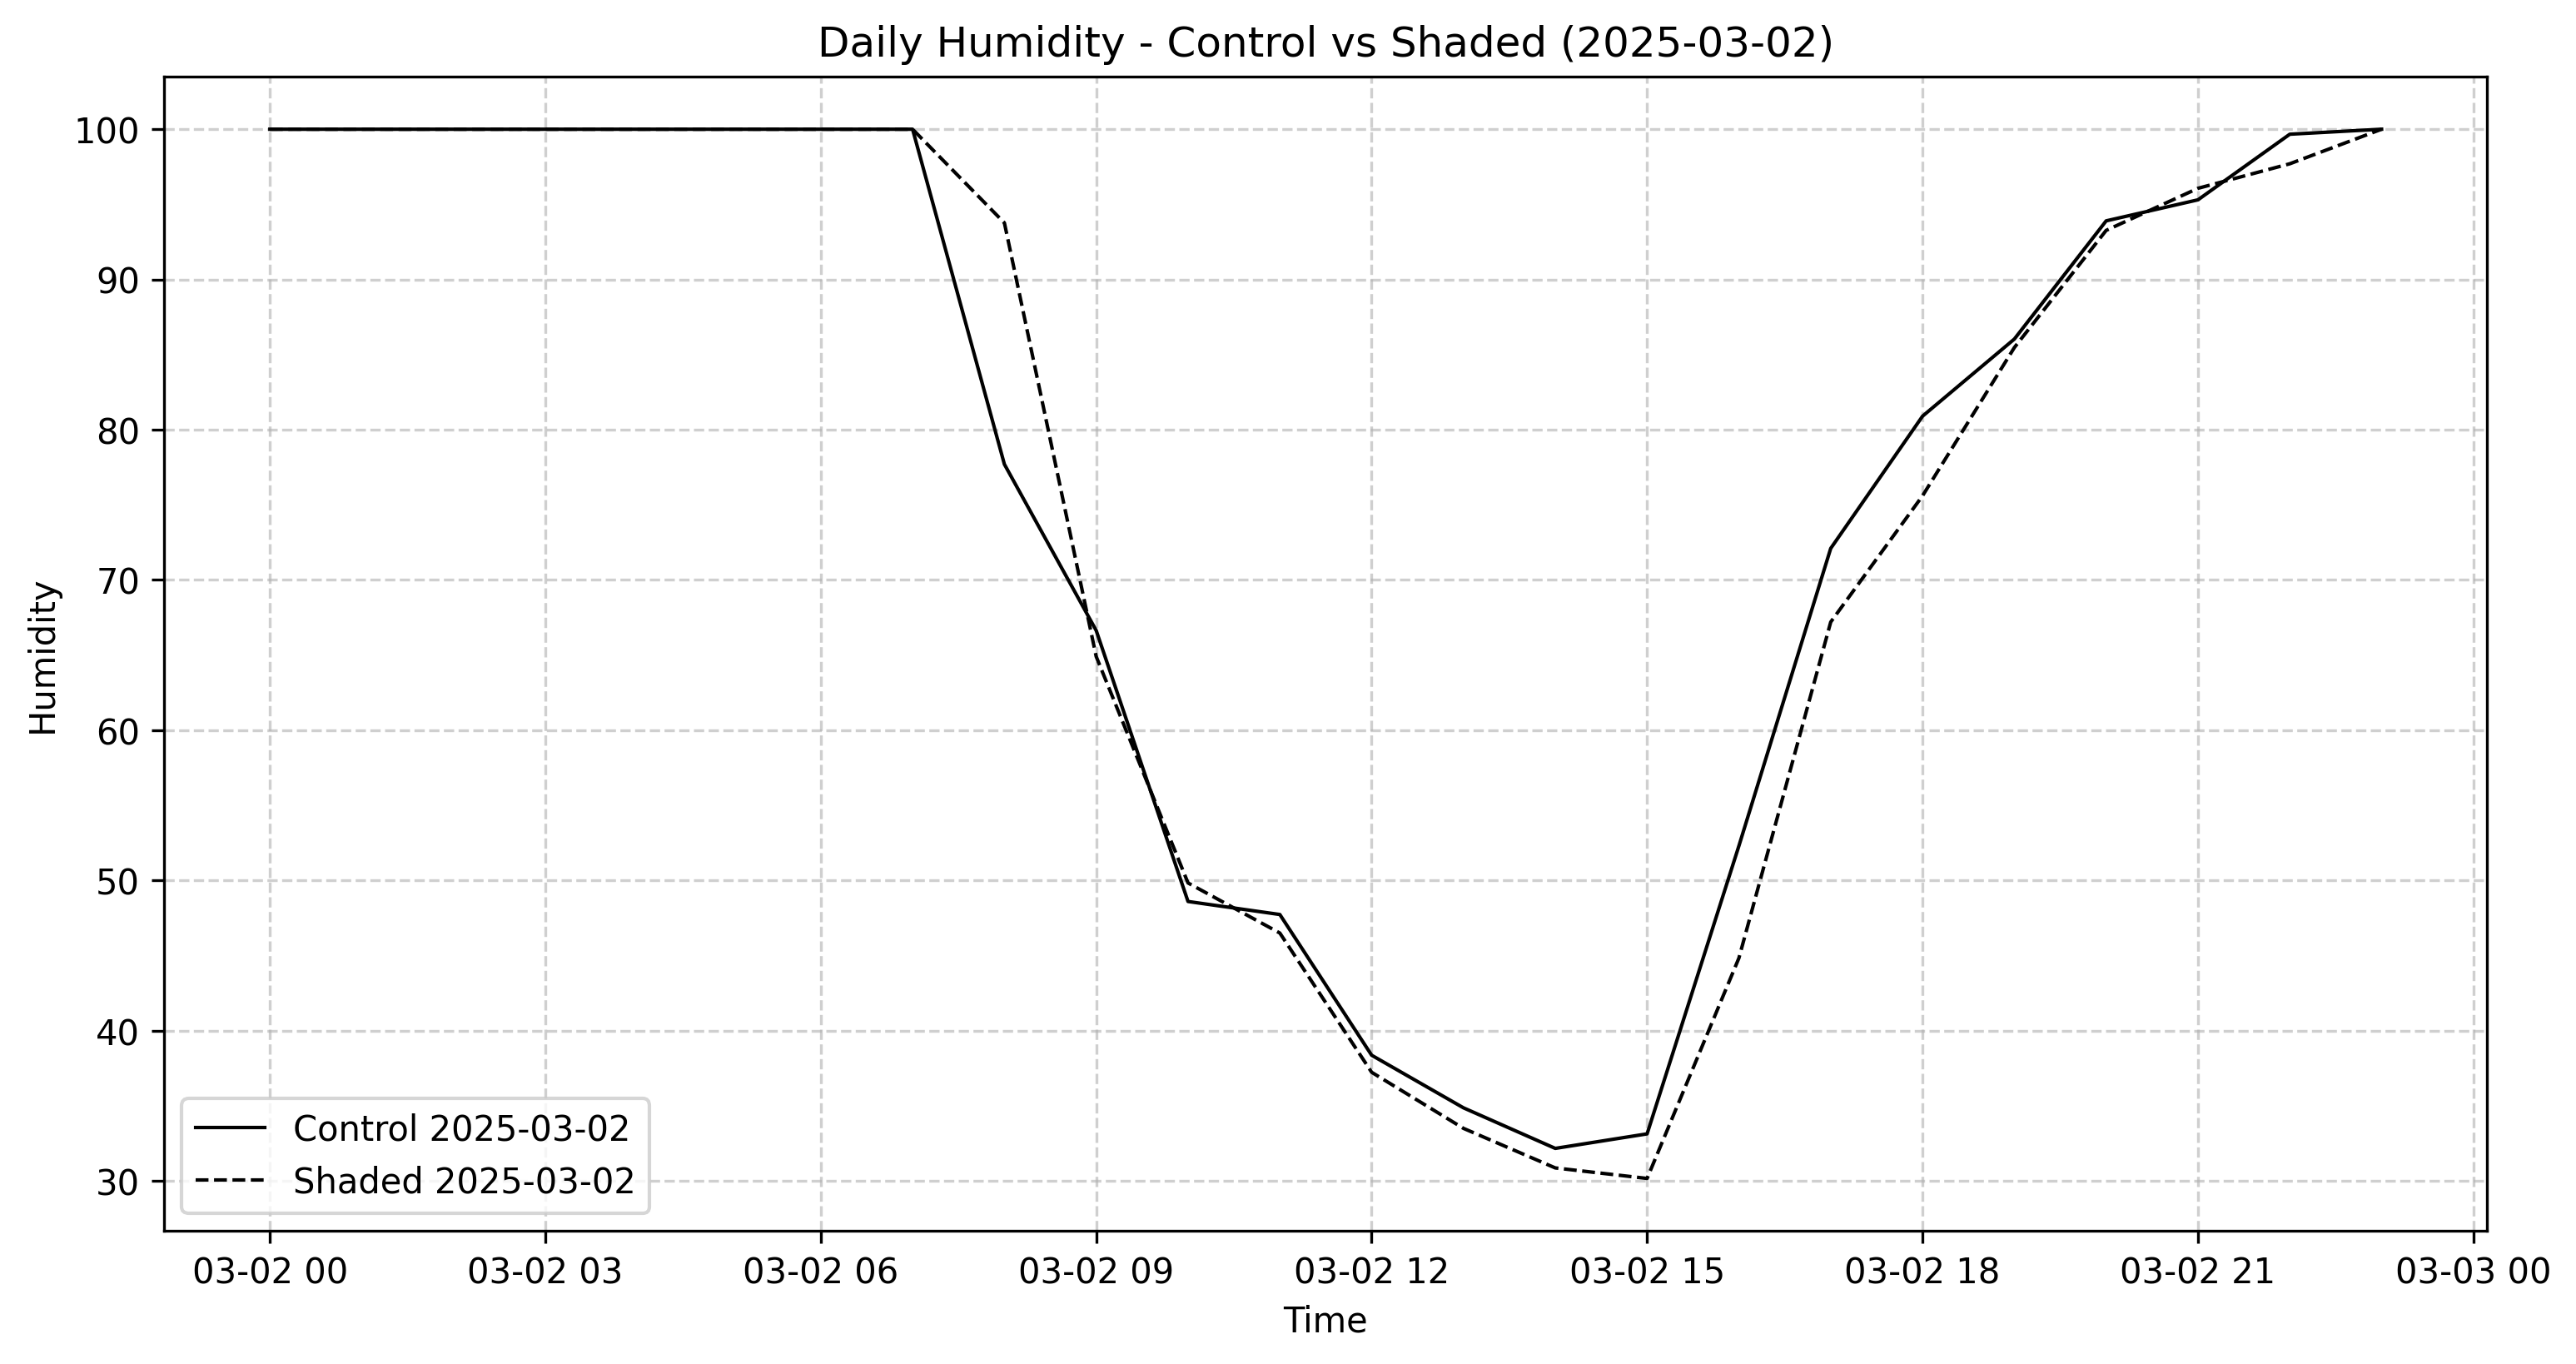 Daily Humidity - Control vs Shaded (2025-03-02)
100
90
80
70
60
50
40
30
Humidity
Control 2025-03-02
Shaded 2025-03-02
03-02 00 03-02 03 03-02 06 03-02 09 03-02 12 03-02 15 03-02 18 03-02 21 03-03 00
Time